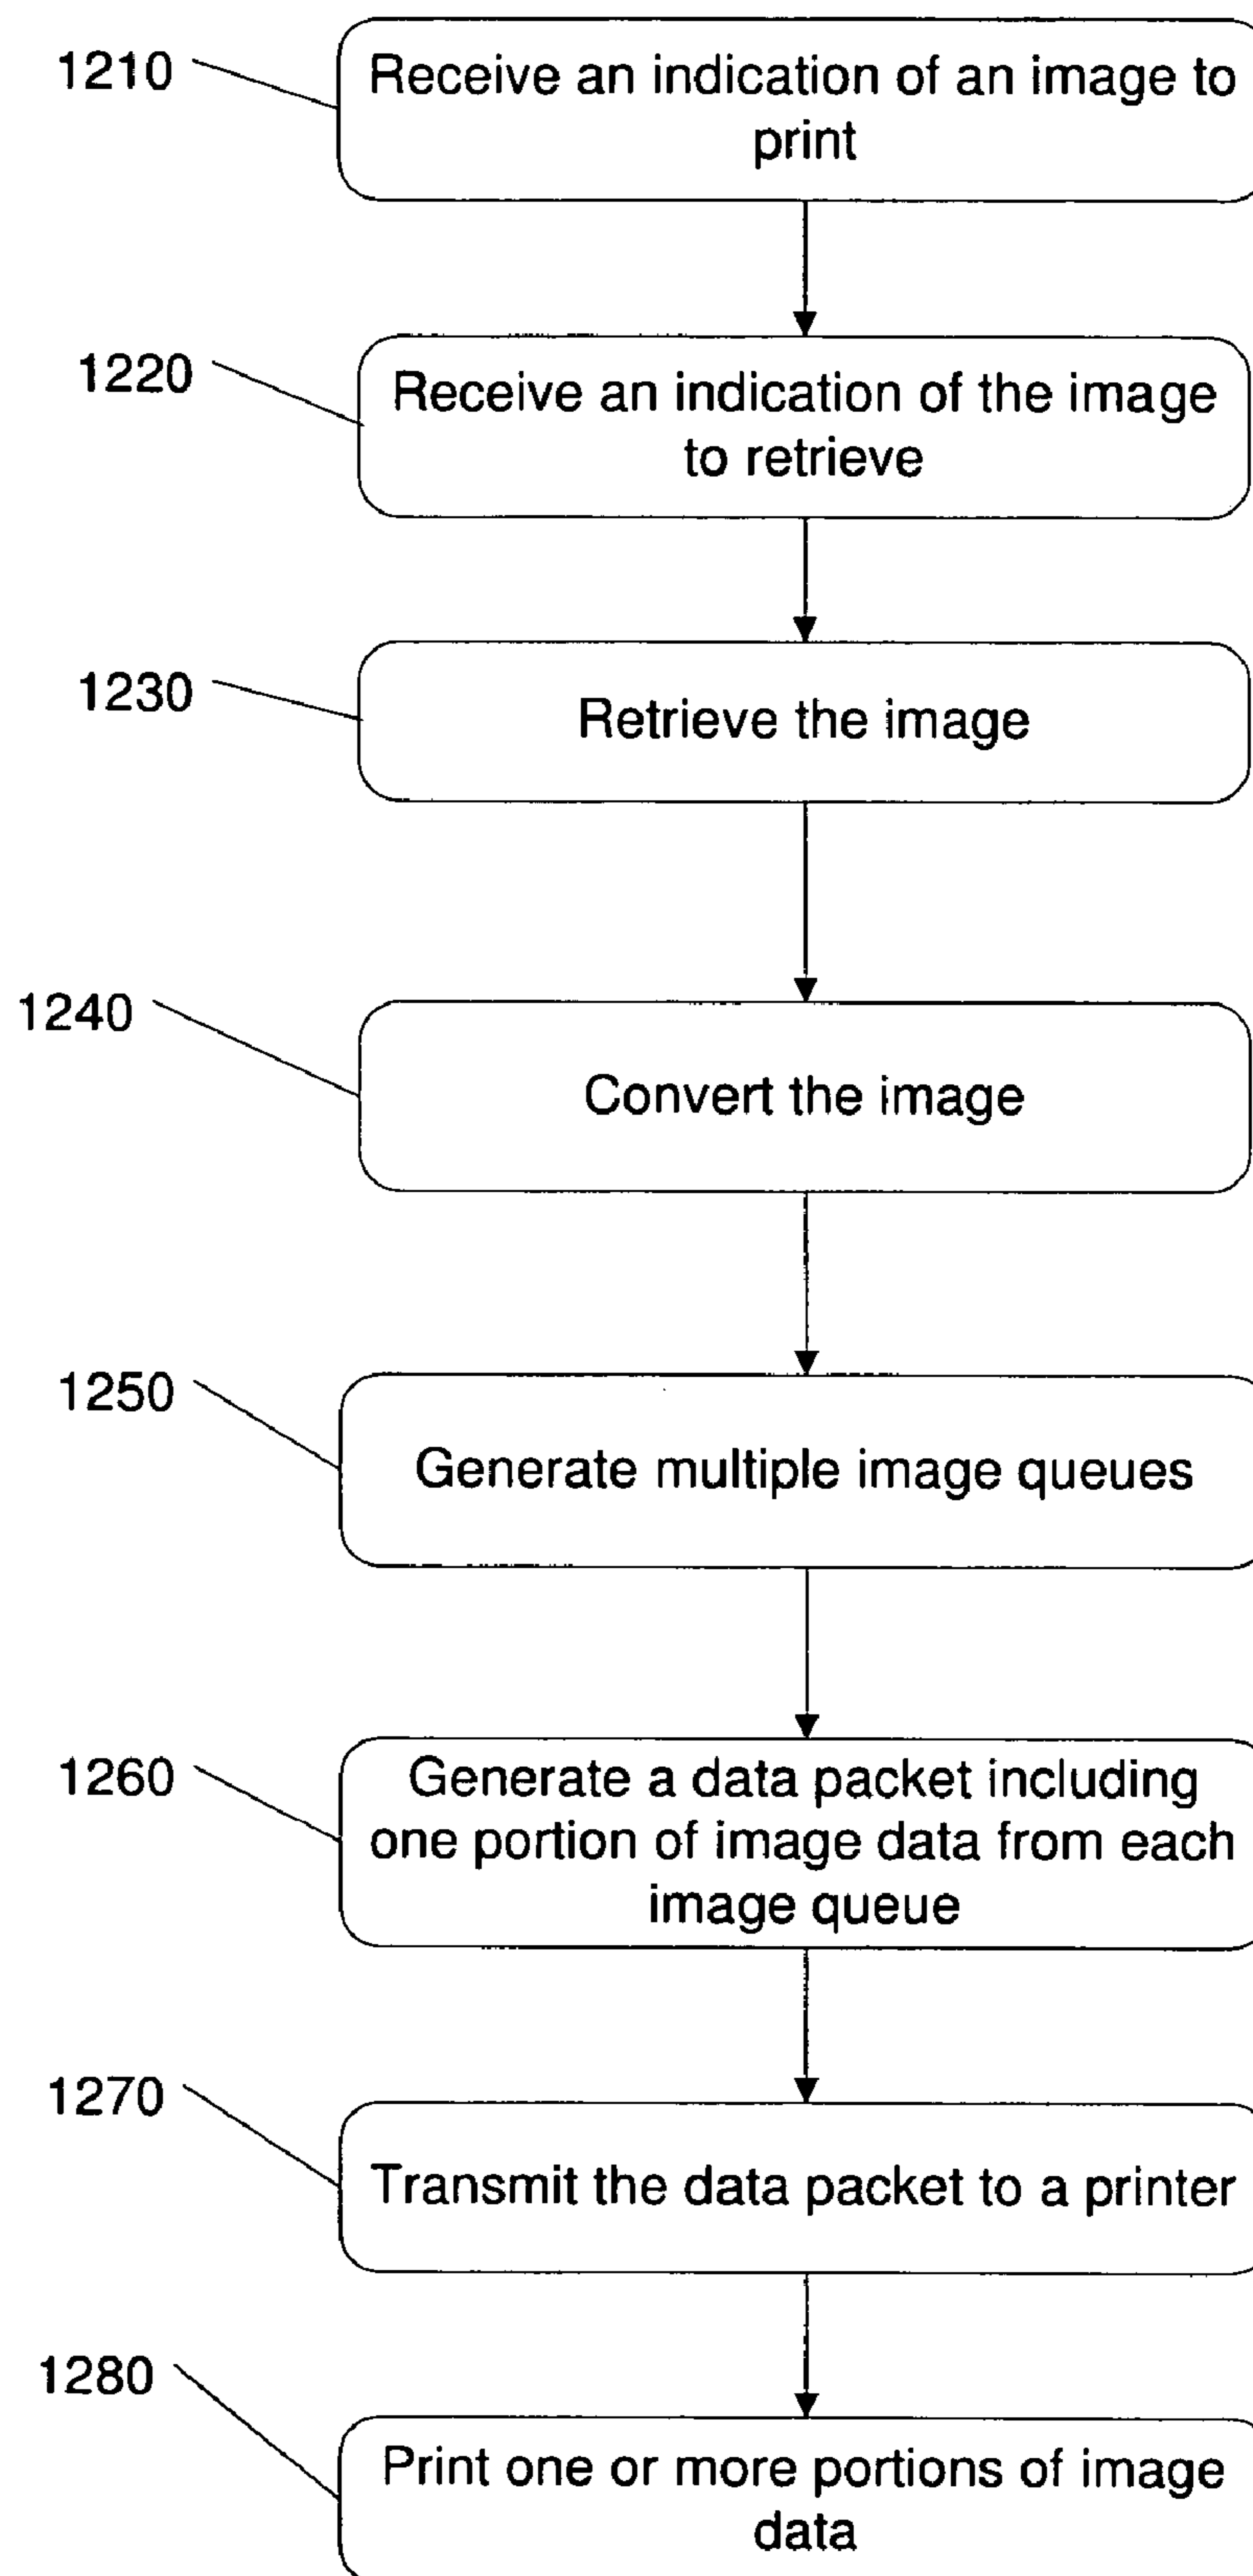 1210
Receive an indication of an image to
print
1220
Receive an indication of the image
to retrieve
1230
Retrieve the image
1240
Convert the image
1250
Generate multiple image queues
1260
Generate a data packet including
one portion of image data from each
image queue
1270
Transmit the data packet to a printer
1280
Print one or more portions of image
data